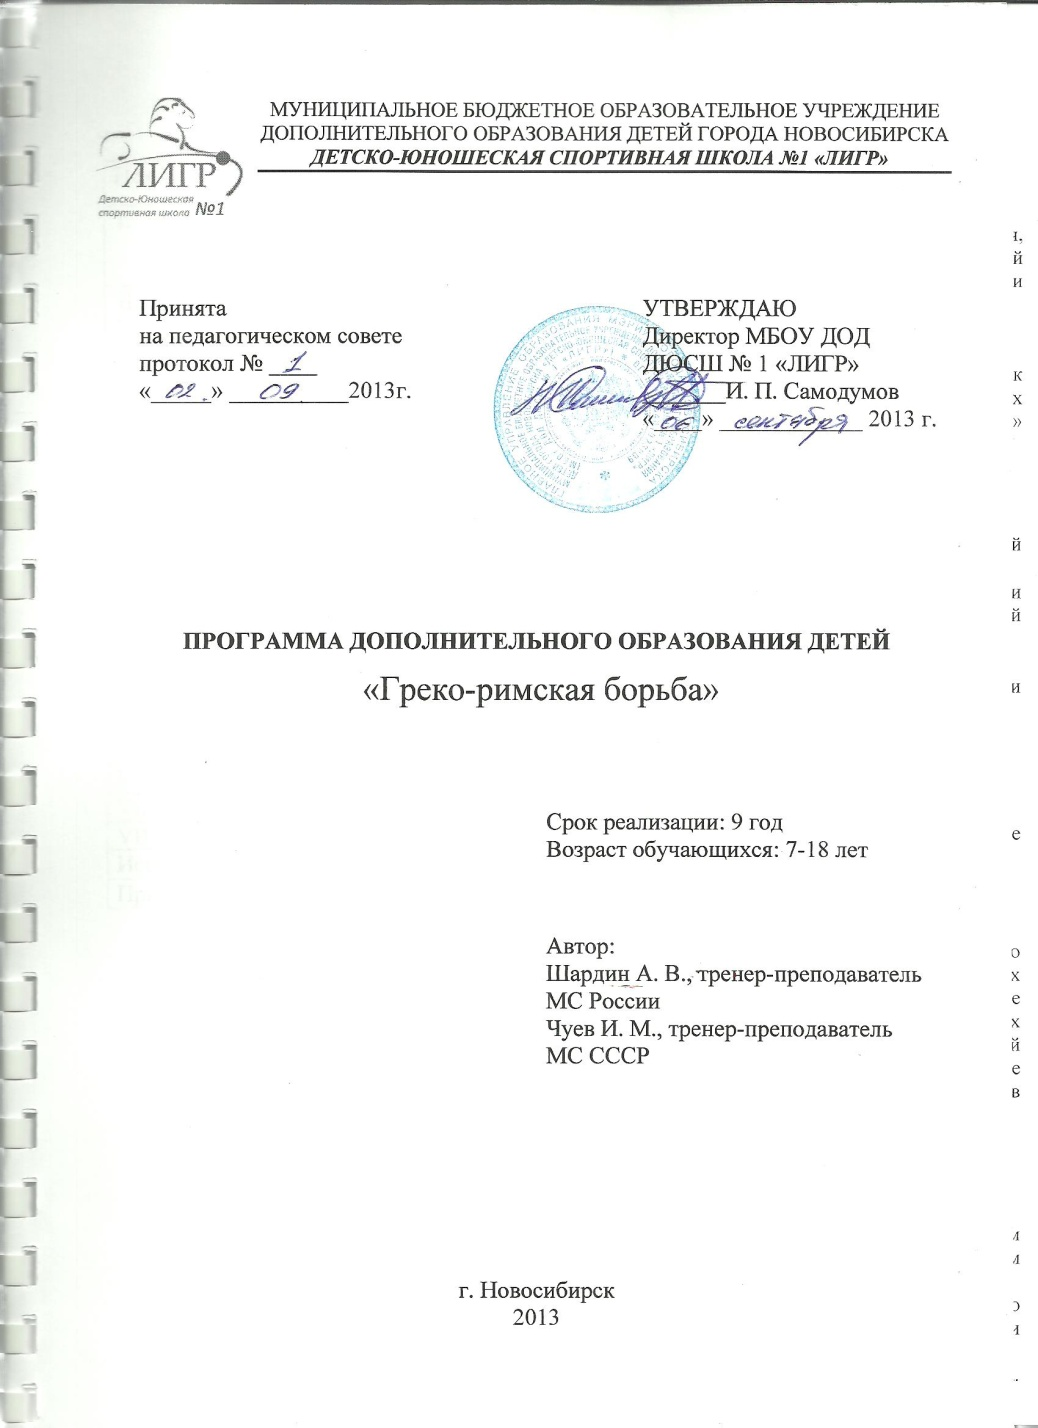 МУНИЦИПАЛЬНОЕ БЮДЖЕТНОЕ ОБРАЗОВАТЕЛЬНОЕ УЧРЕЖДЕНИЕ
ДОПОЛНИТЕЛЬНОГО ОБРАЗОВАНИЯ ДЕТЕЙ ГОРОДА НОВОСИБИРСКА
ДЕТСКО-ЮНОШЕСКАЯ СПОРТИВНАЯ ШКОЛА №1 «ЛИГР»
ЛИГР
Детско-Юношеская
спортивная школа №1
Принята
на педагогическом совете
протокол № 1
«02.» 09 2013г.
УТВЕРЖДАЮ
Директор МБОУ ДОД
ДЮСШ № 1 «ЛИГР»
И. П. Самодумов
«06» сентября 2013 г.
ПРОГРАММА ДОПОЛНИТЕЛЬНОГО ОБРАЗОВАНИЯ ДЕТЕЙ
«Греко-римская борьба»
Срок реализации: 9 год
Возраст обучающихся: 7-18 лет
Автор:
Шардин А. В., тренер-преподаватель
МС России
Чуев И. М., тренер-преподаватель
МС СССР
г. Новосибирск
2013